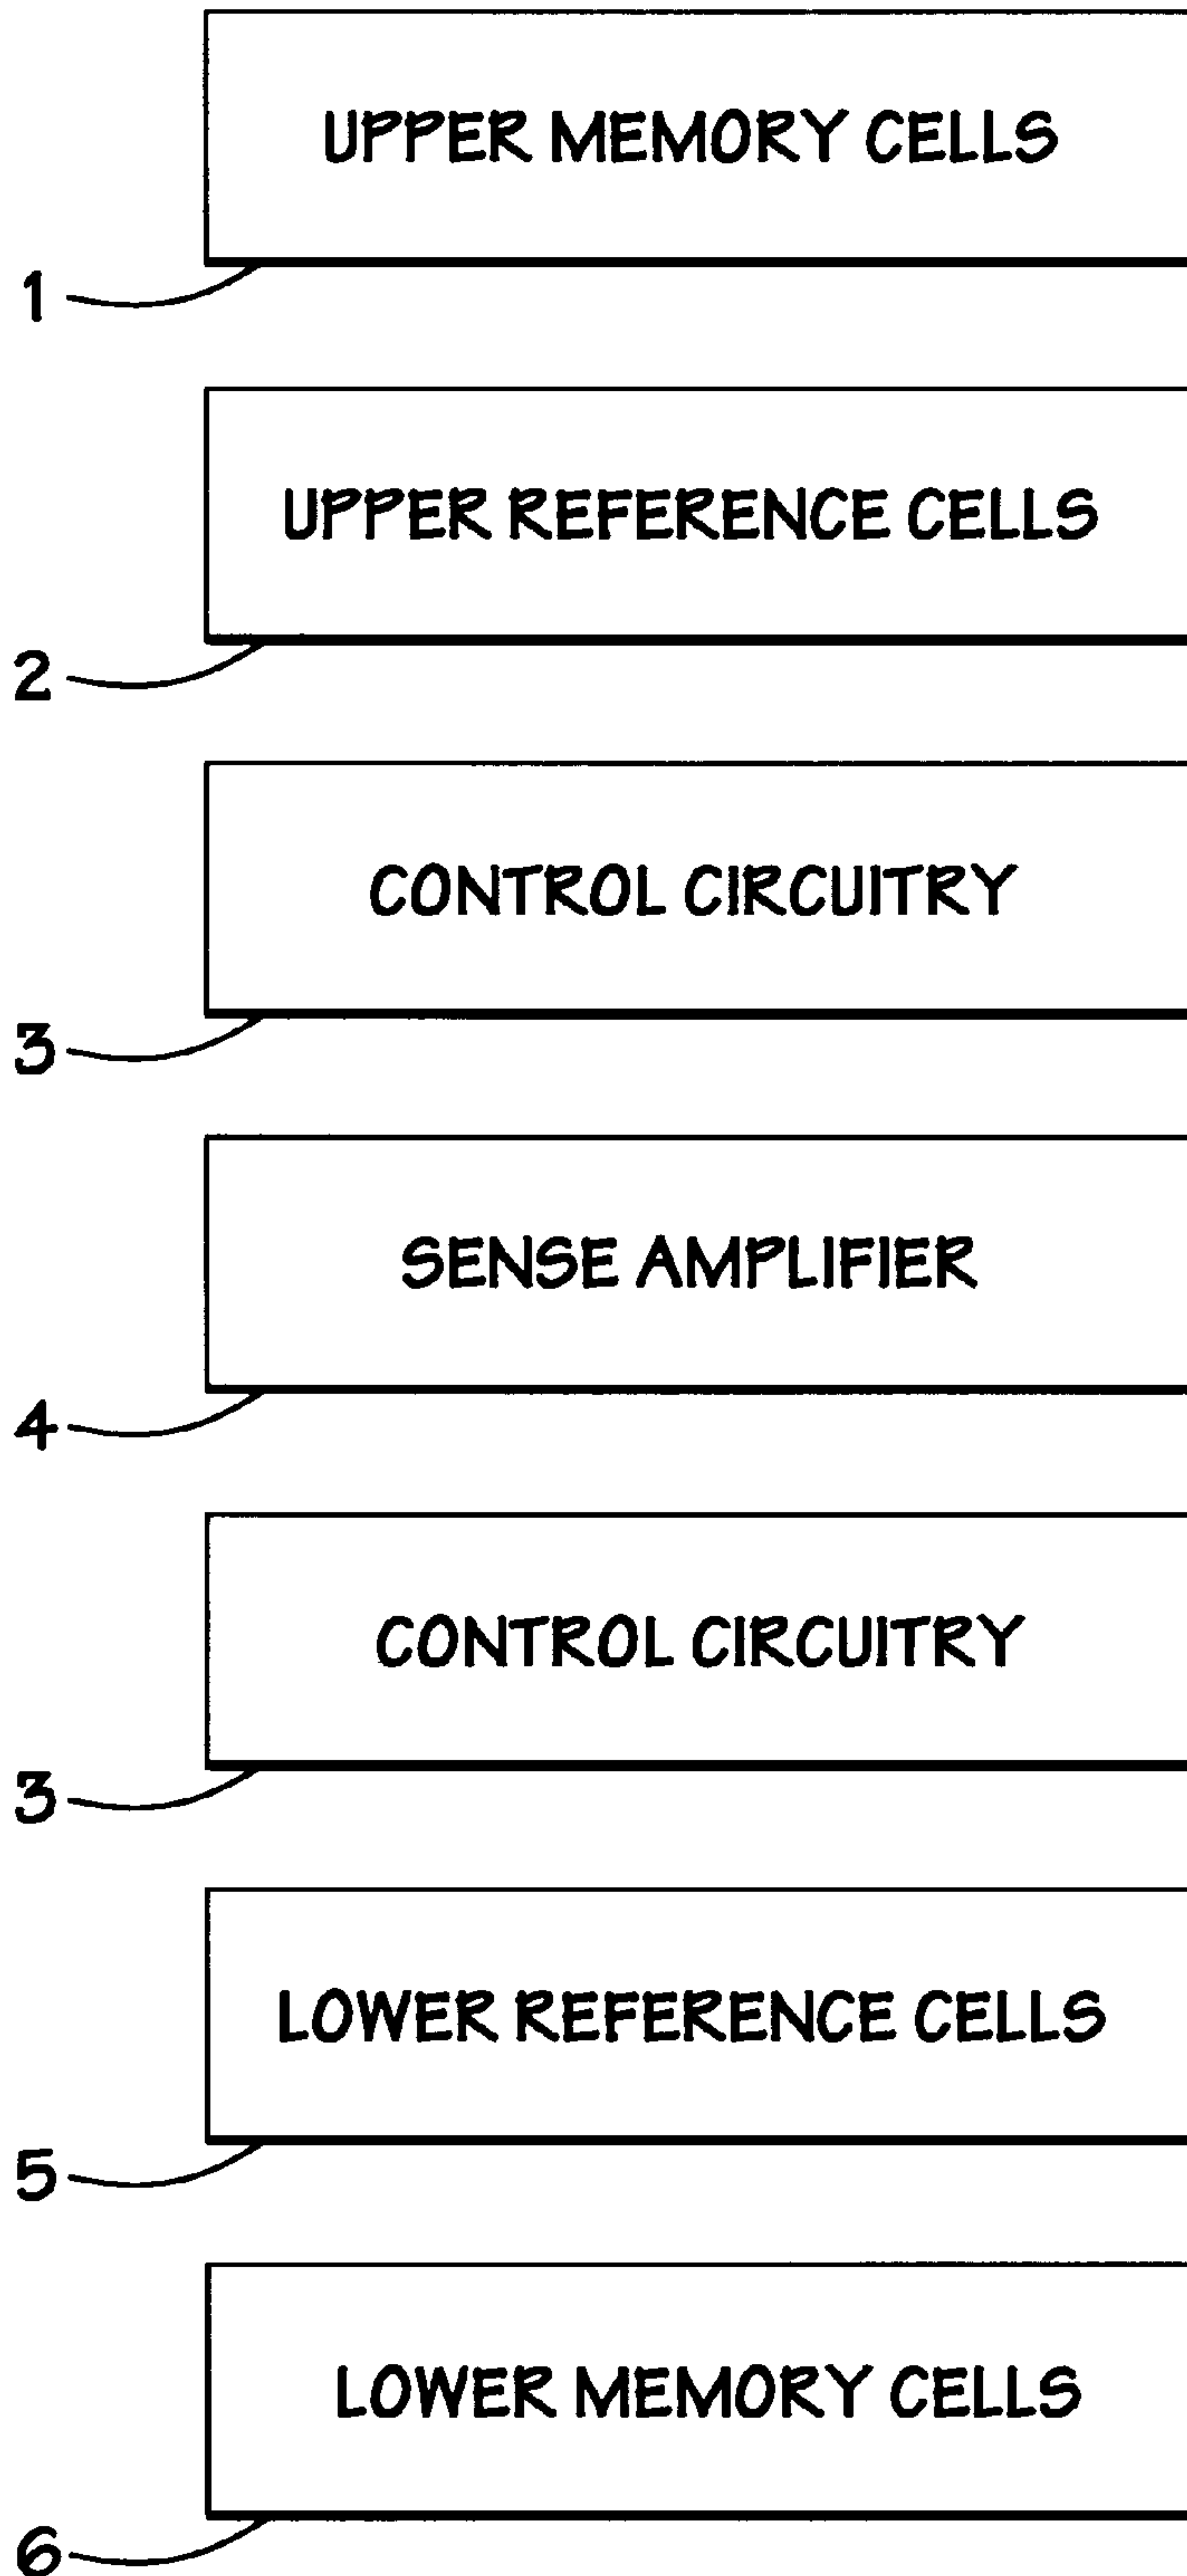 UPPER MEMORY CELLS
1
UPPER REFERENCE CELLS
2
CONTROL CIRCUITRY
3
SENSE AMPLIFIER
4
CONTROL CIRCUITRY
3
LOWER REFERENCE CELLS
5
LOWER MEMORY CELLS
6